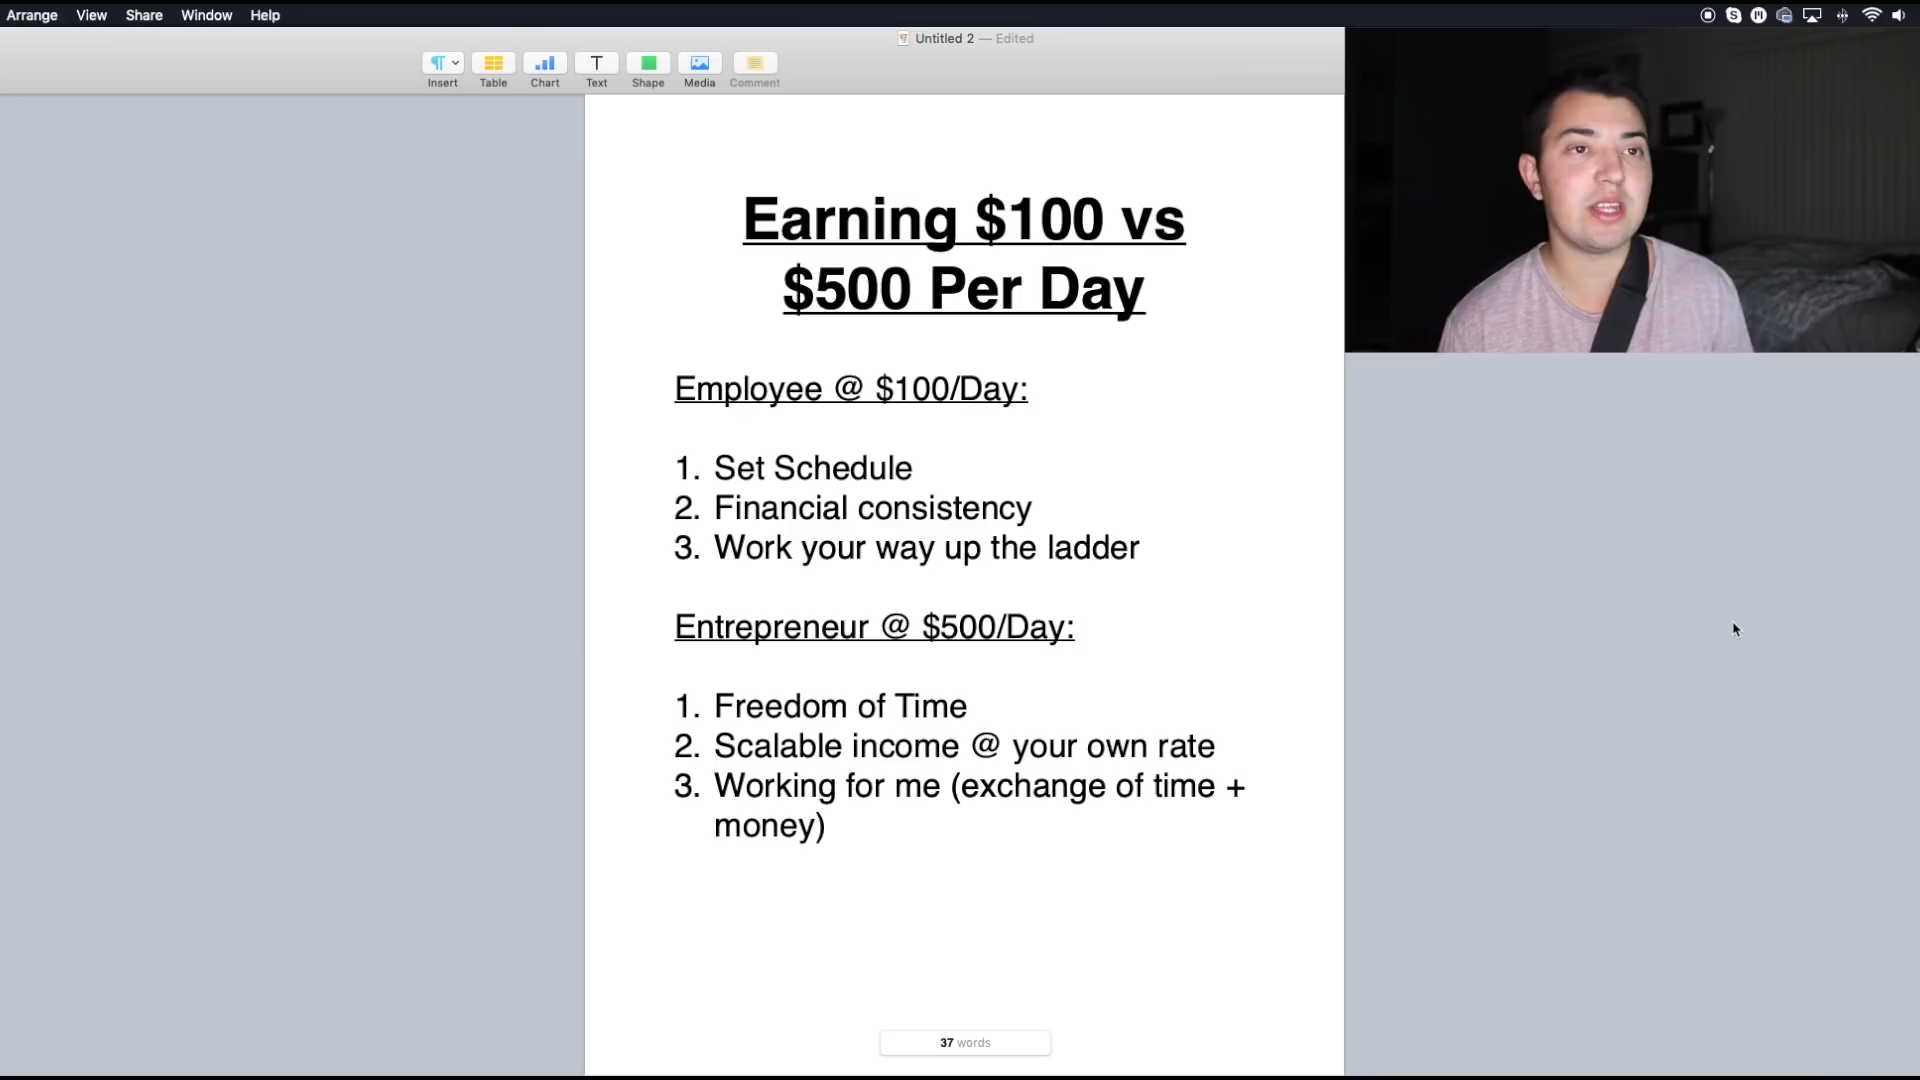 Arrange View Share Window Help
Untitled 2 — Edited
Insert Table Chart Text Shape Media Comment
Earning $100 vs
$500 Per Day
Employee @ $100/Day:
1. Set Schedule
2. Financial consistency
3. Work your way up the ladder
Entrepreneur @ $500/Day:
1. Freedom of Time
2. Scalable income @ your own rate
3. Working for me (exchange of time +
money)
37 words